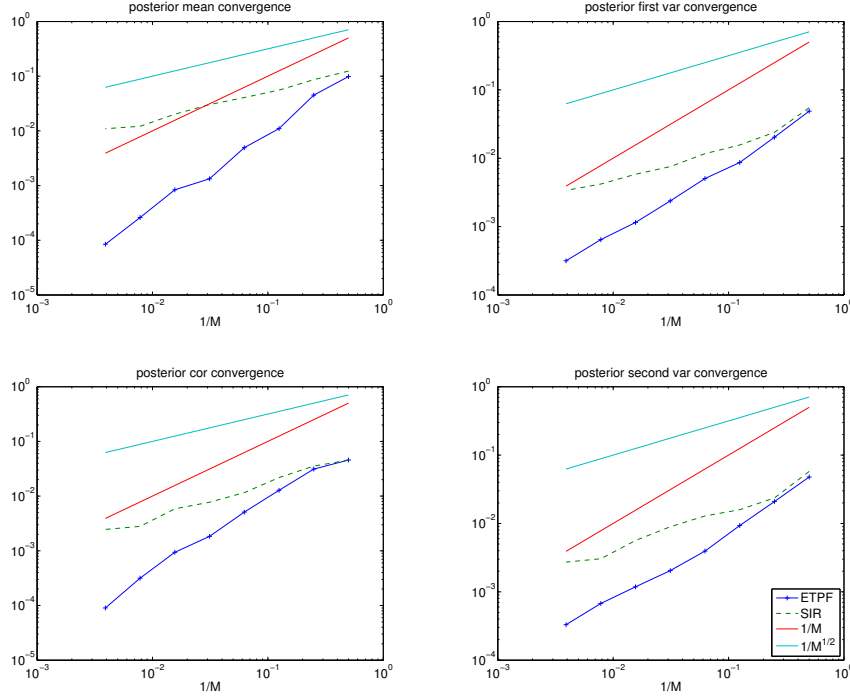 posterior mean convergence
10^0
10^-1
10^-2
10^-3
10^-4
10^-5
10^-3 10^-2 10^-1 10^0
1/M
posterior first var convergence
10^0
10^-1
10^-2
10^-3
10^-4
10^-3 10^-2 10^-1 10^0
1/M
posterior cor convergence
10^0
10^-1
10^-2
10^-3
10^-4
10^-5
10^-3 10^-2 10^-1 10^0
1/M
posterior second var convergence
10^0
10^-1
10^-2
10^-3
10^-4
10^-3 10^-2 10^-1 10^0
1/M
ETPF
SIR
1/M
1/M^1/2